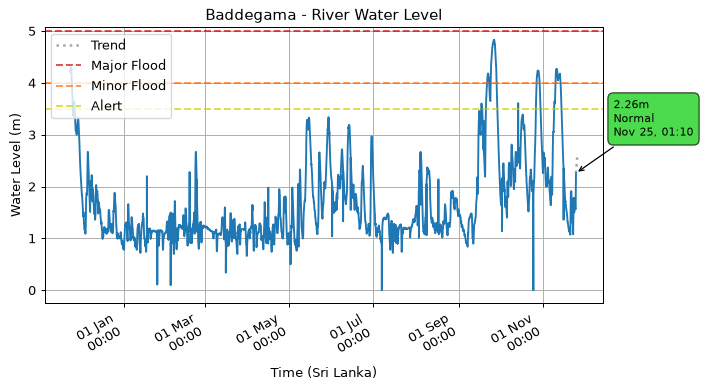 Baddegama - River Water Level
Trend
Major Flood
Minor Flood
Alert
2.26m
Normal
Nov 25, 01:10
Water Level (m)
5
4
3
2
1
0
01 Jan
00:00
01 Mar
00:00
01 May
00:00
01 Jul
00:00
01 Sep
00:00
01 Nov
00:00
Time (Sri Lanka)